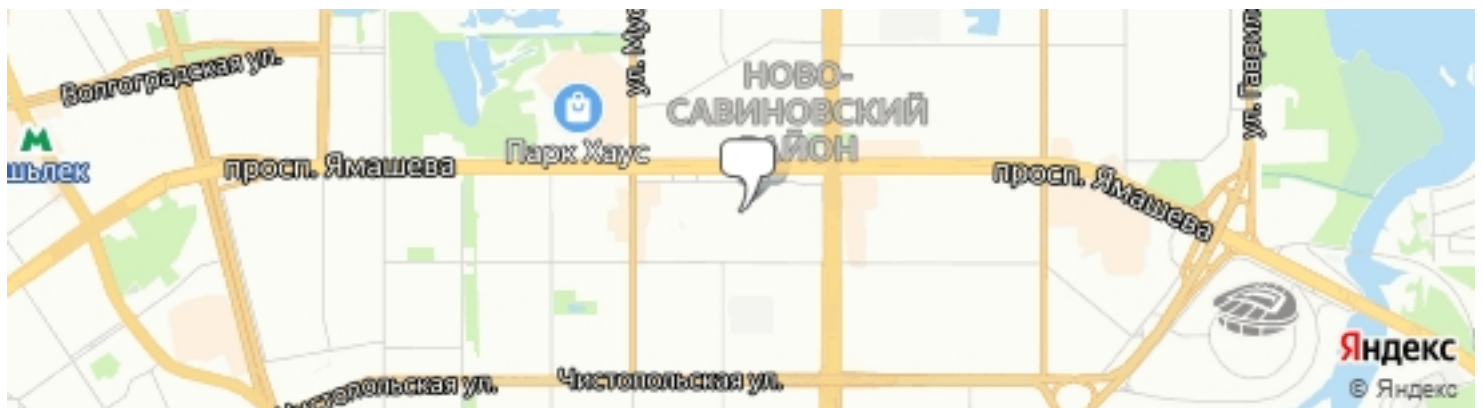 Волгоградская ул.
ул. Мус
НОВО-
САВИНОВСКИЙ
РАЙОН
ул. Гаврил
М
шьлек
Парк Хаус
просп. Ямашева
просп. Ямашева
Чистопольская ул.
Чистопольская ул.
Яндекс
© Яндекс